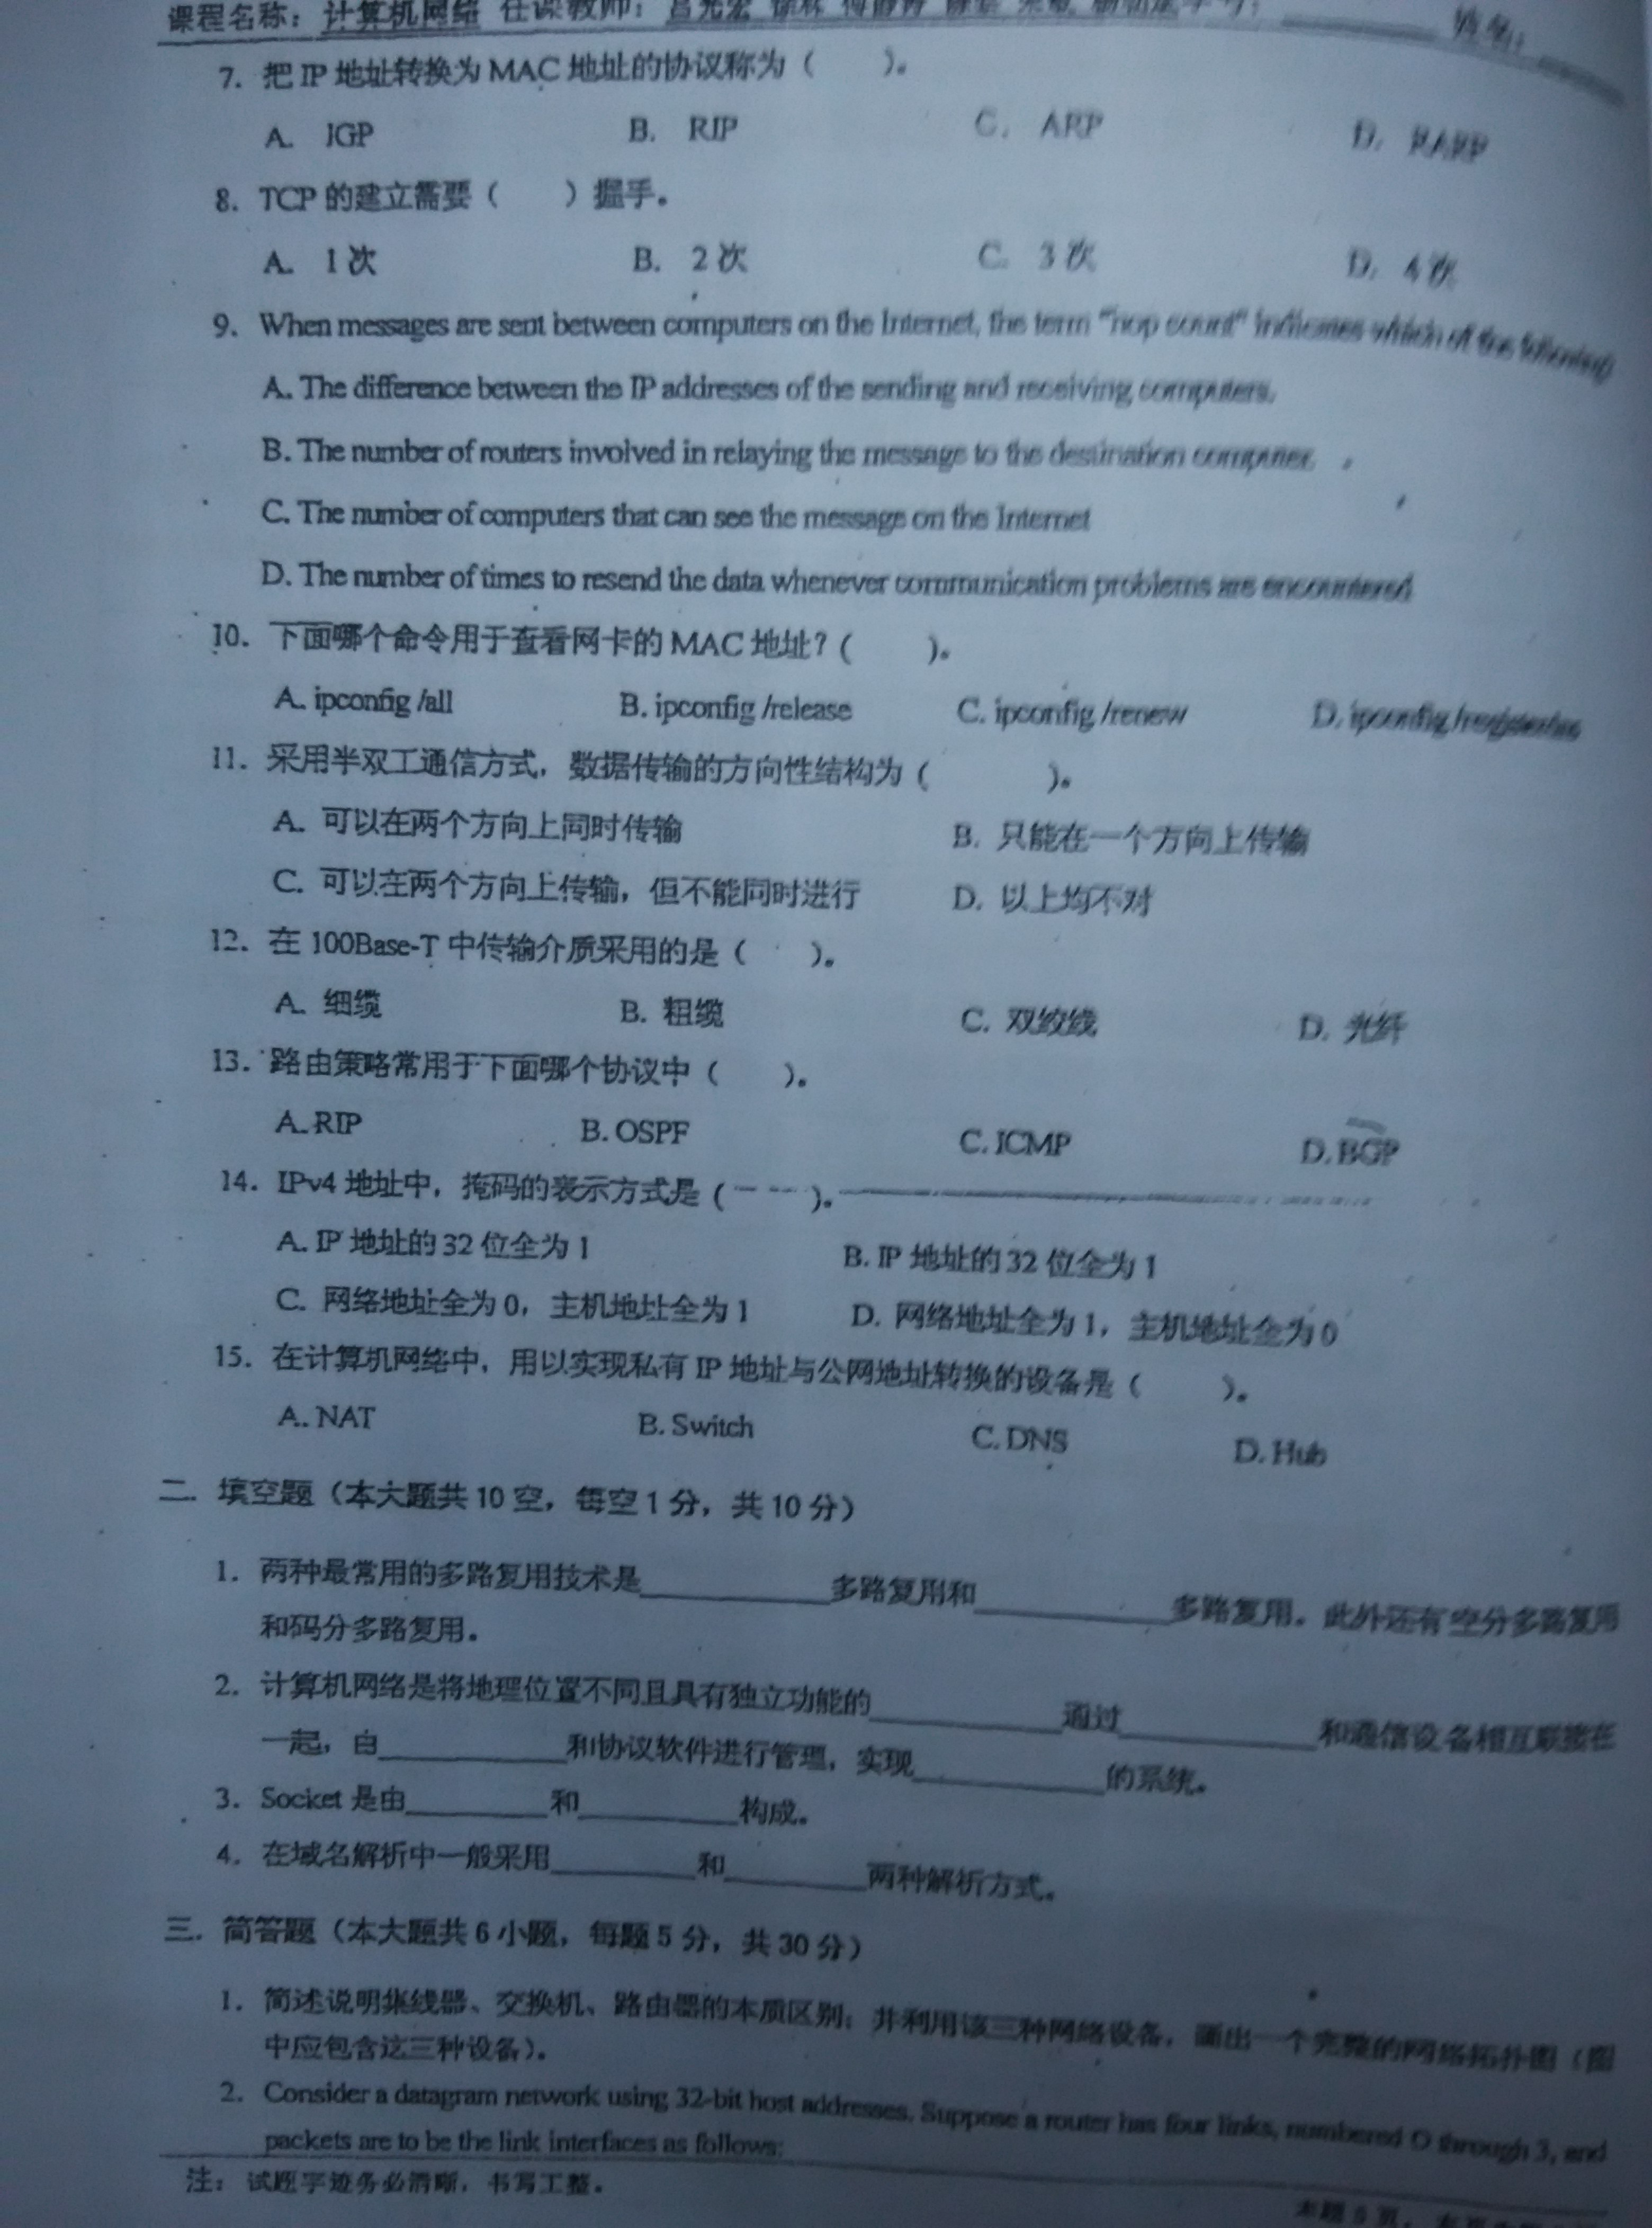 课程名称：计算机网络 任课教师：
姓名：
7. 把 IP 地址转换为 MAC 地址的协议称为（ ）。
A. IGP B. RIP C. ARP D. RARP
8. TCP 的建立需要（ ）握手。
A. 1 次 B. 2 次 C. 3 次 D. 4 次
9. When messages are sent between computers on the Internet, the term "hop count" indicates which of the following
A. The difference between the IP addresses of the sending and receiving computers.
B. The number of routers involved in relaying the message to the destination computer.
C. The number of computers that can see the message on the Internet
D. The number of times to resend the data whenever communication problems are encountered
10. 下面哪个命令用于查看网卡的 MAC 地址？( )。
A. ipconfig /all B. ipconfig /release C. ipconfig /renew D. ipconfig
11. 采用半双工通信方式，数据传输的方向性结构为（ ）。
A. 可以在两个方向上同时传输 B. 只能在一个方向上传输
C. 可以在两个方向上传输，但不能同时进行 D. 以上均不对
12. 在 100Base-T 中传输介质采用的是（ ）。
A. 细缆 B. 粗缆 C. 双绞线 D. 光纤
13. 路由策略常用于下面哪个协议中（ ）。
A. RIP B. OSPF C. ICMP D. BGP
14. IPv4 地址中，掩码的表示方式是（ ）。
A. IP 地址的 32 位全为 1 B. IP 地址的 32 位全为 1
C. 网络地址全为 0，主机地址全为 1 D. 网络地址全为 1，主机地址全为 0
15. 在计算机网络中，用以实现私有 IP 地址与公网地址转换的设备是（ ）。
A. NAT B. Switch C. DNS D. Hub
二. 填空题（本大题共 10 空，每空 1 分，共 10 分）
1. 两种最常用的多路复用技术是____多路复用和____多路复用。此外还有空分多路复用
和码分多路复用。
2. 计算机网络是将地理位置不同且具有独立功能的____通过____和通信设备相互联接在
一起，由____和协议软件进行管理，实现____的系统。
3. Socket 是由____和____构成。
4. 在域名解析中一般采用____和____两种解析方式。
三. 简答题（本大题共 6 小题，每题 5 分，共 30 分）
1. 简述说明集线器、交换机、路由器的本质区别；并利用该三种网络设备，画出一个完整的网络拓扑图（图
中应包含这三种设备）。
2. Consider a datagram network using 32-bit host addresses. Suppose a router has four links, numbered 0 through 3, and
packets are to be the link interfaces as follows:
注：试题字迹务必清晰，书写工整。
本题 5 页，